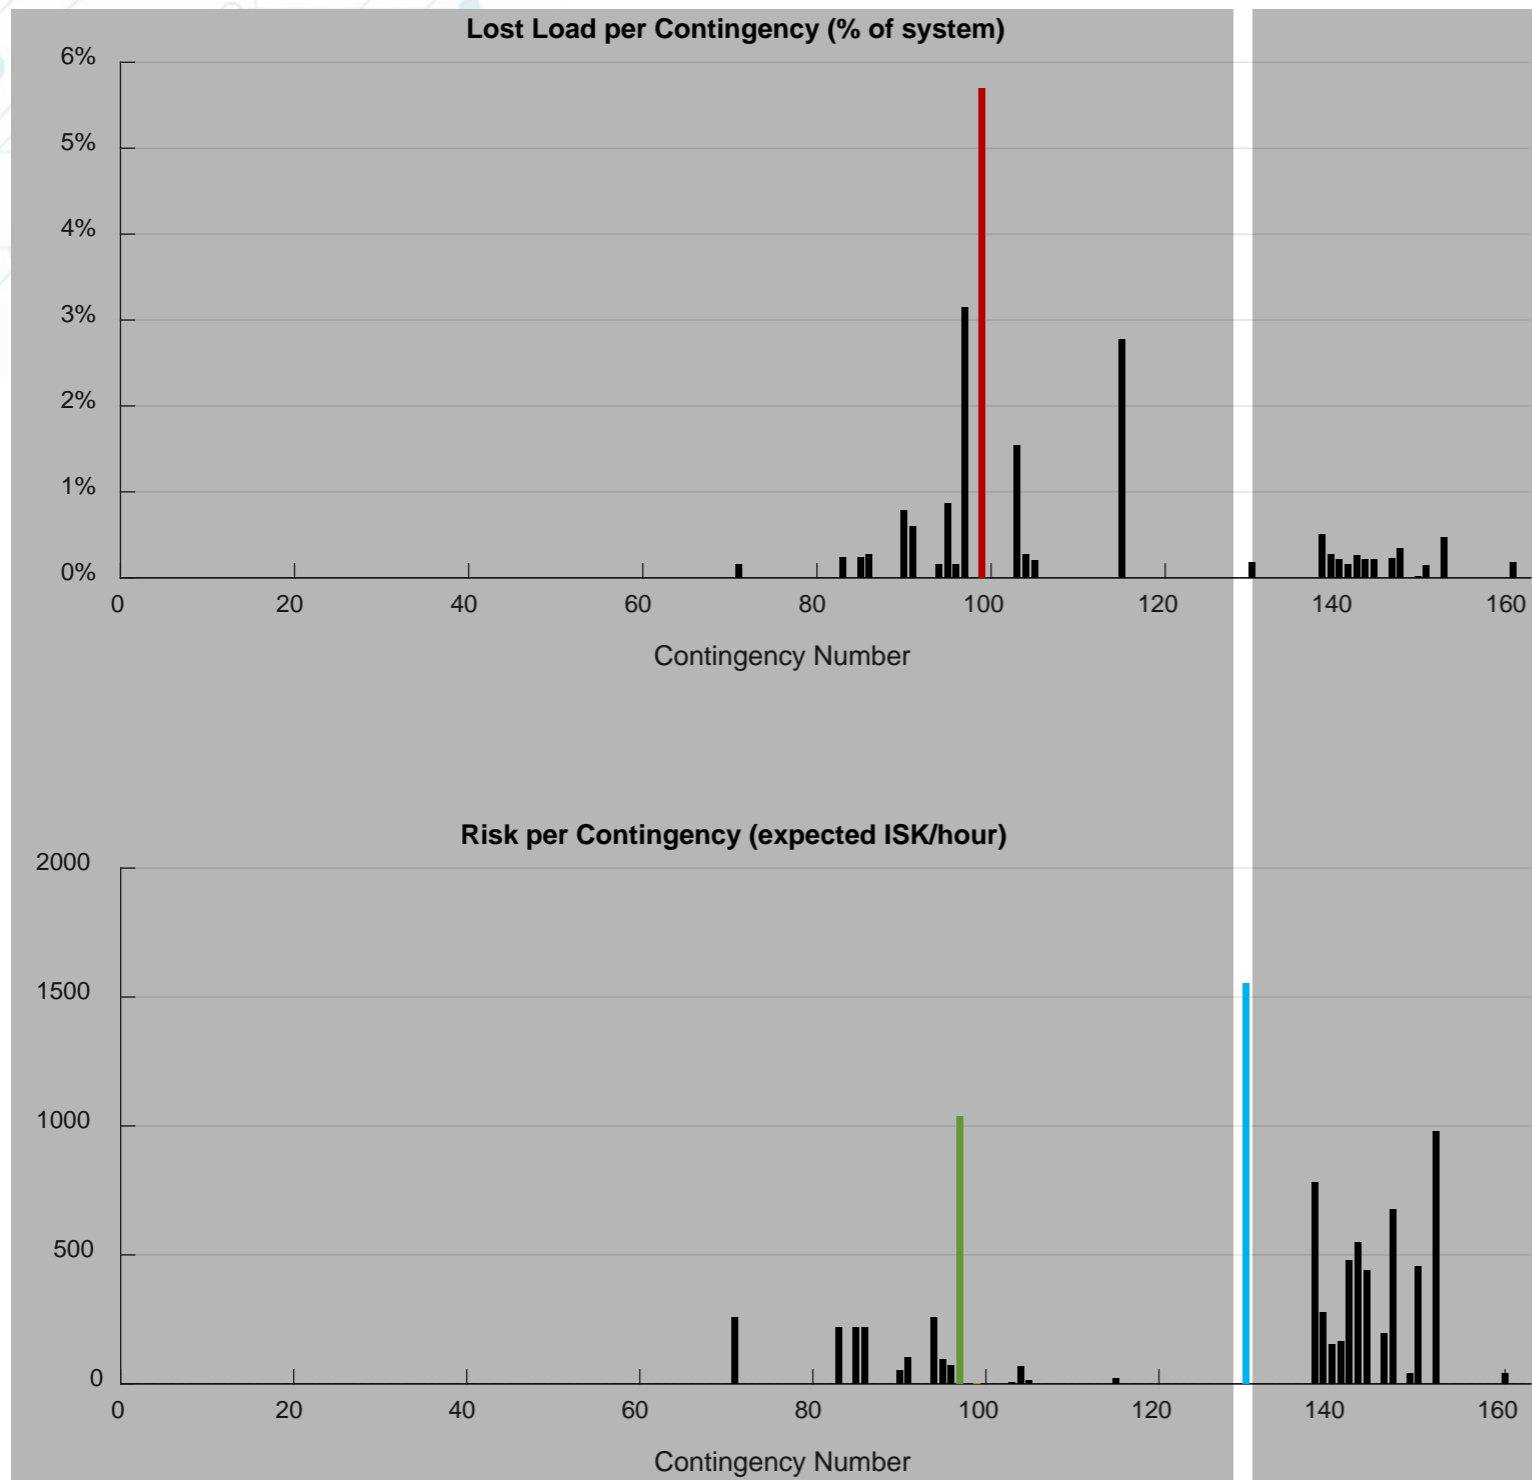 Lost Load per Contingency (% of system)
6%
5%
4%
3%
2%
1%
0%
0 20 40 60 80 100 120 140 160
Contingency Number
Risk per Contingency (expected ISK/hour)
2000
1500
1000
500
0
0 20 40 60 80 100 120 140 160
Contingency Number